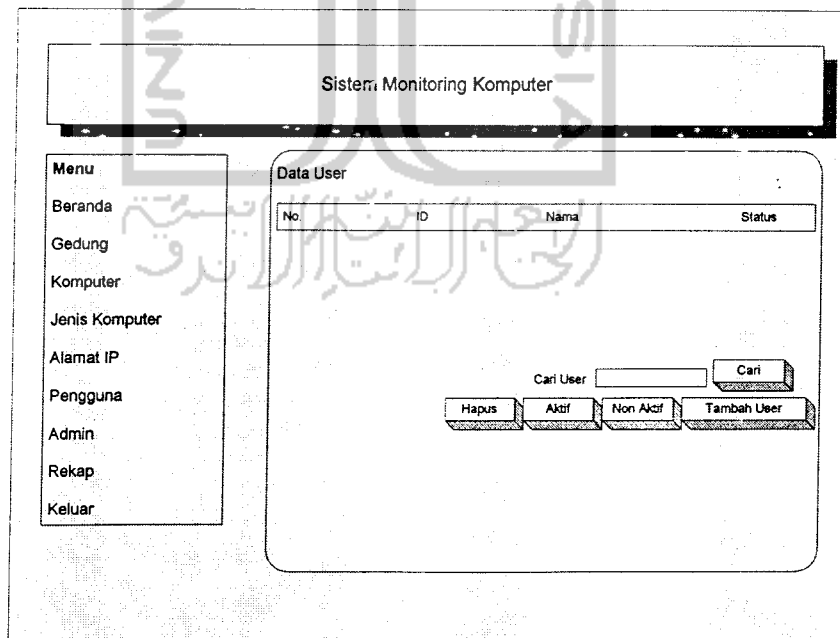 Sistem Monitoring Komputer
Menu
Beranda
Gedung
Komputer
Jenis Komputer
Alamat IP
Pengguna
Admin
Rekap
Keluar
Data User
No. ID Nama Status
Cari User Cari
Hapus Aktif Non Aktif Tambah User